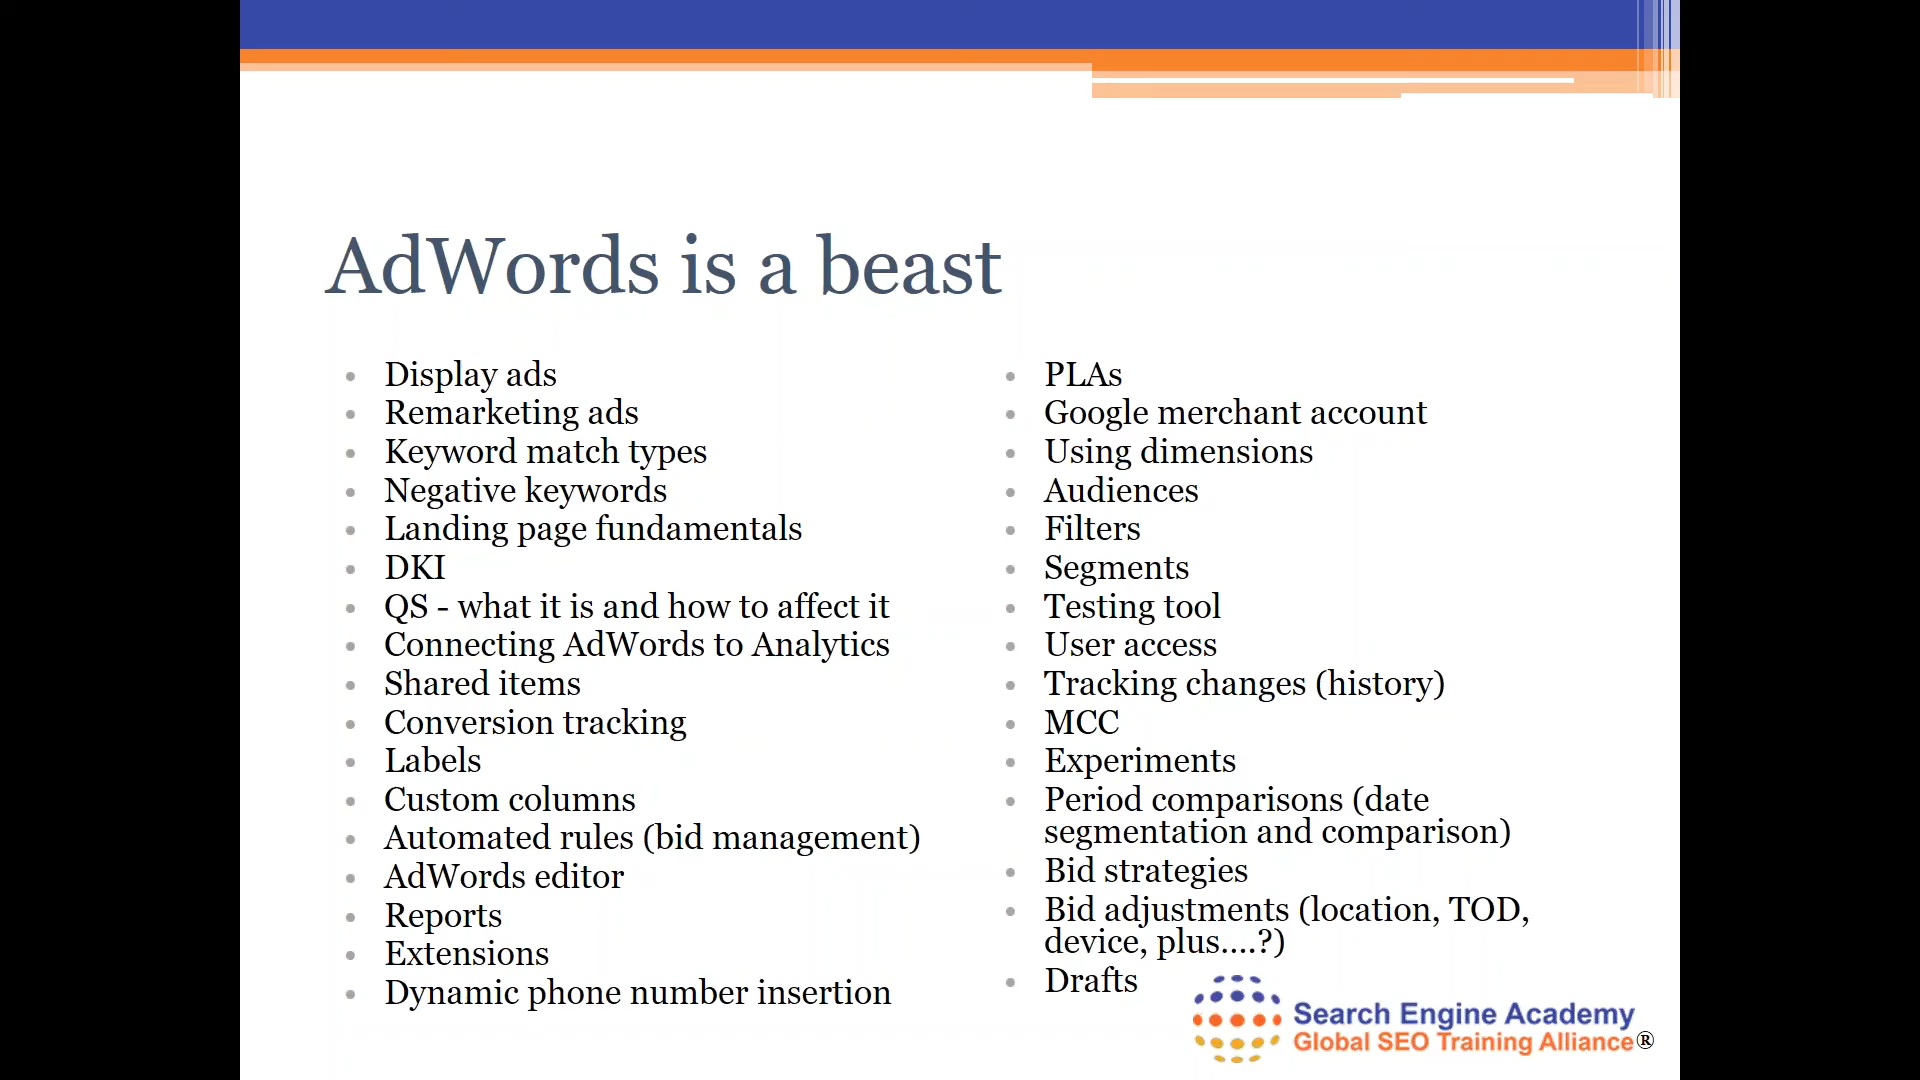 AdWords is a beast
Display ads
Remarketing ads
Keyword match types
Negative keywords
Landing page fundamentals
DKI
QS - what it is and how to affect it
Connecting AdWords to Analytics
Shared items
Conversion tracking
Labels
Custom columns
Automated rules (bid management)
AdWords editor
Reports
Extensions
Dynamic phone number insertion
PLAs
Google merchant account
Using dimensions
Audiences
Filters
Segments
Testing tool
User access
Tracking changes (history)
MCC
Experiments
Period comparisons (date
segmentation and comparison)
Bid strategies
Bid adjustments (location, TOD,
device, plus....?)
Drafts
Search Engine Academy
Global SEO Training Alliance®